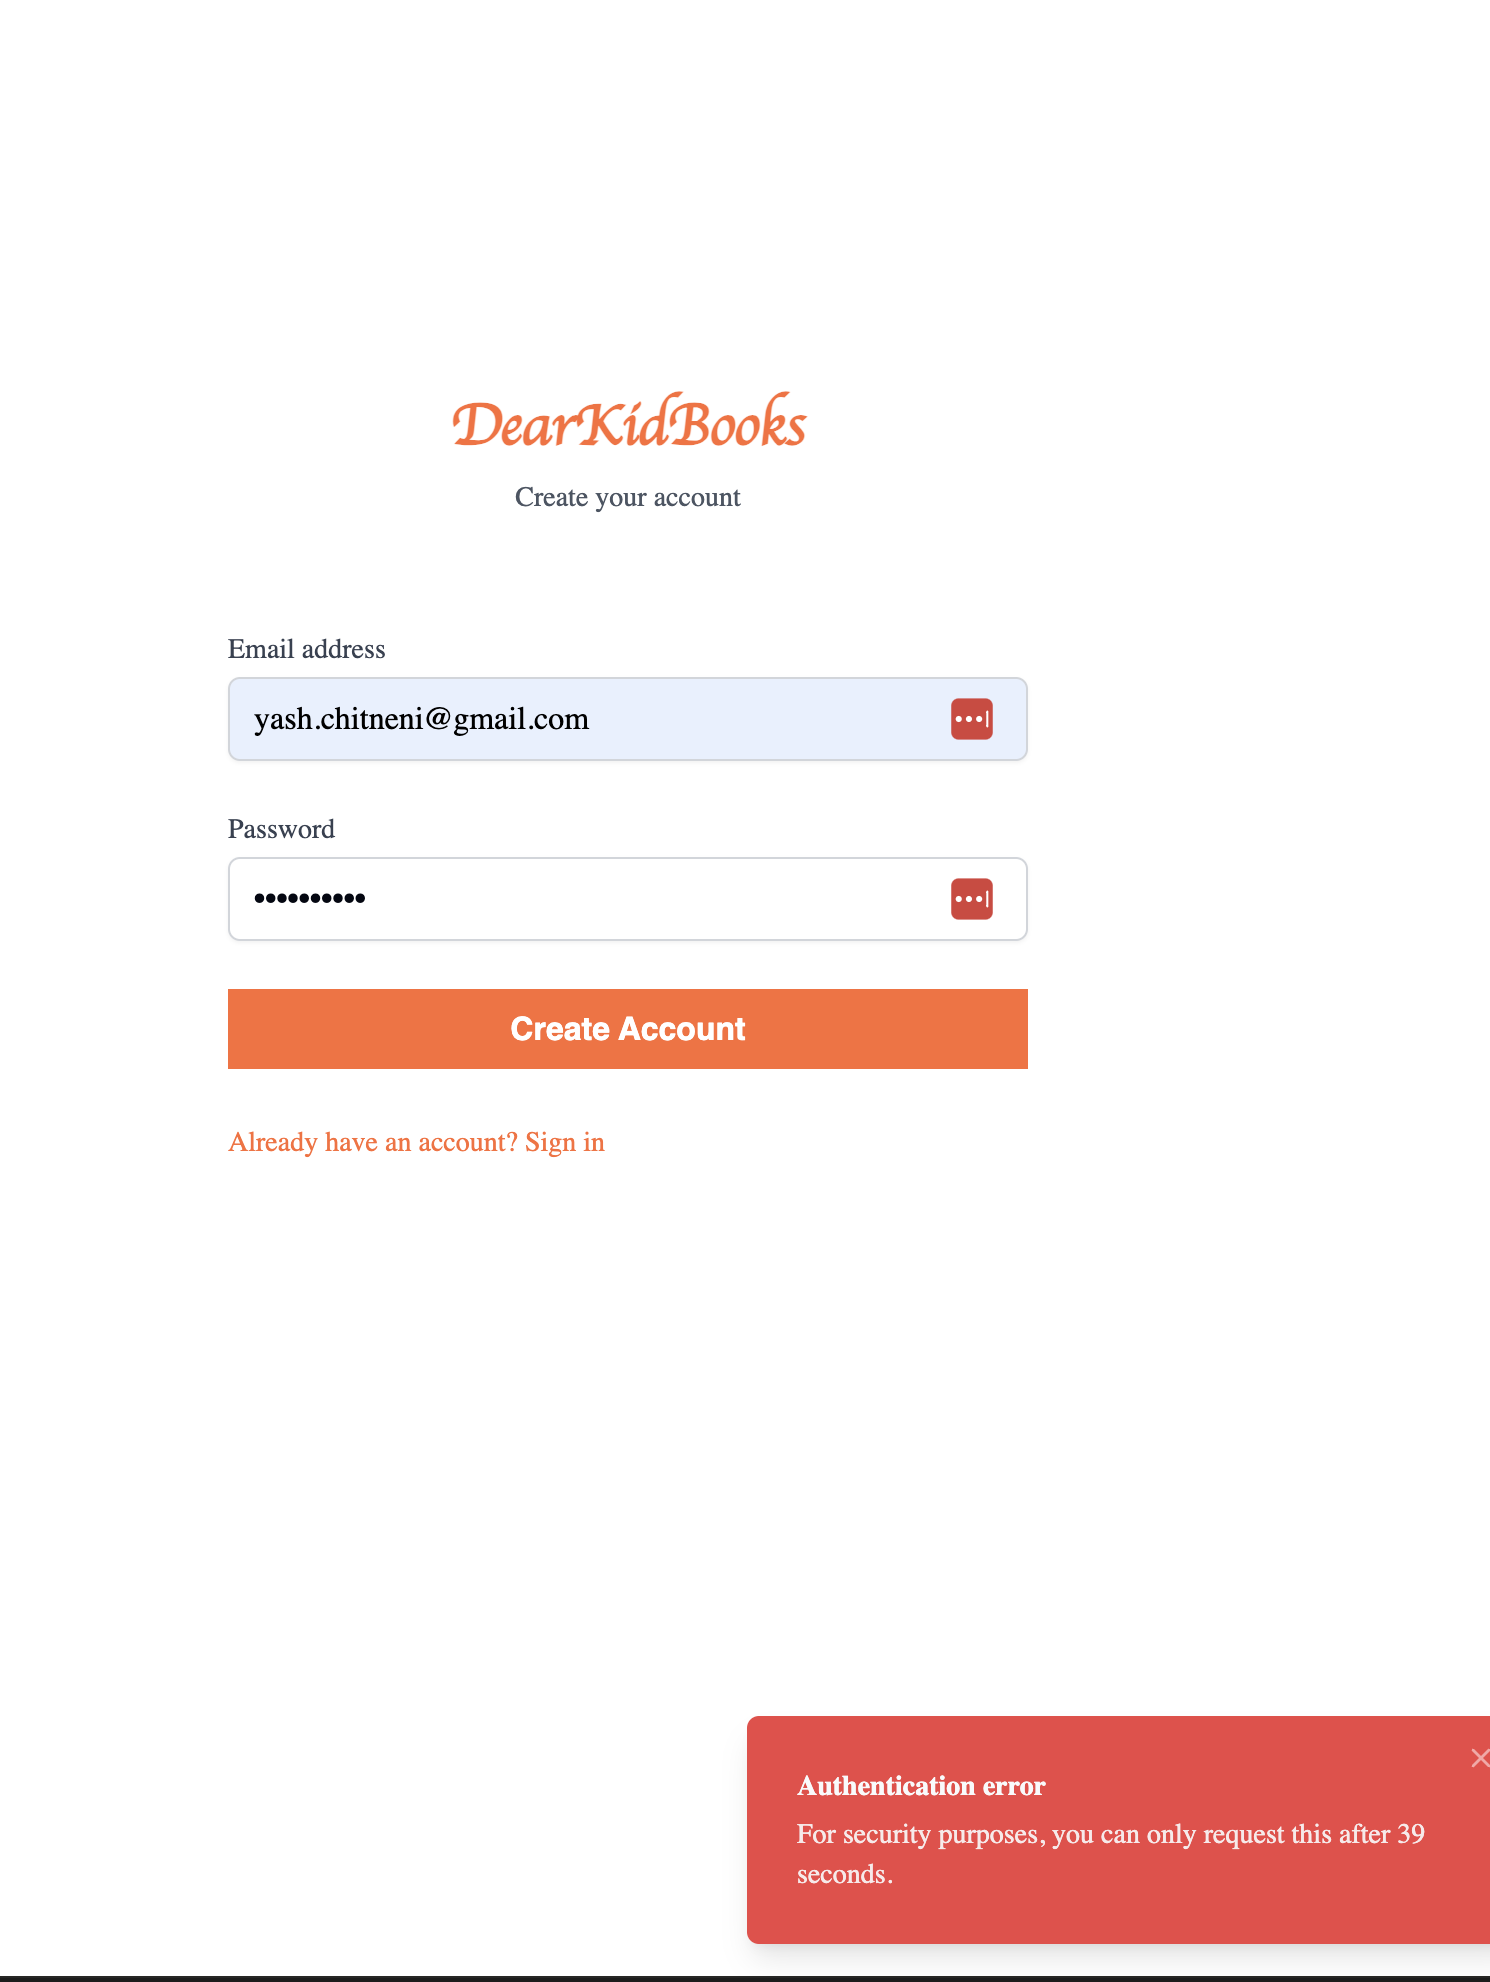 DearKidBooks
Create your account
Email address
yash.chitneni@gmail.com
Password
••••••••••
Create Account
Already have an account? Sign in
Authentication error
For security purposes, you can only request this after 39
seconds.